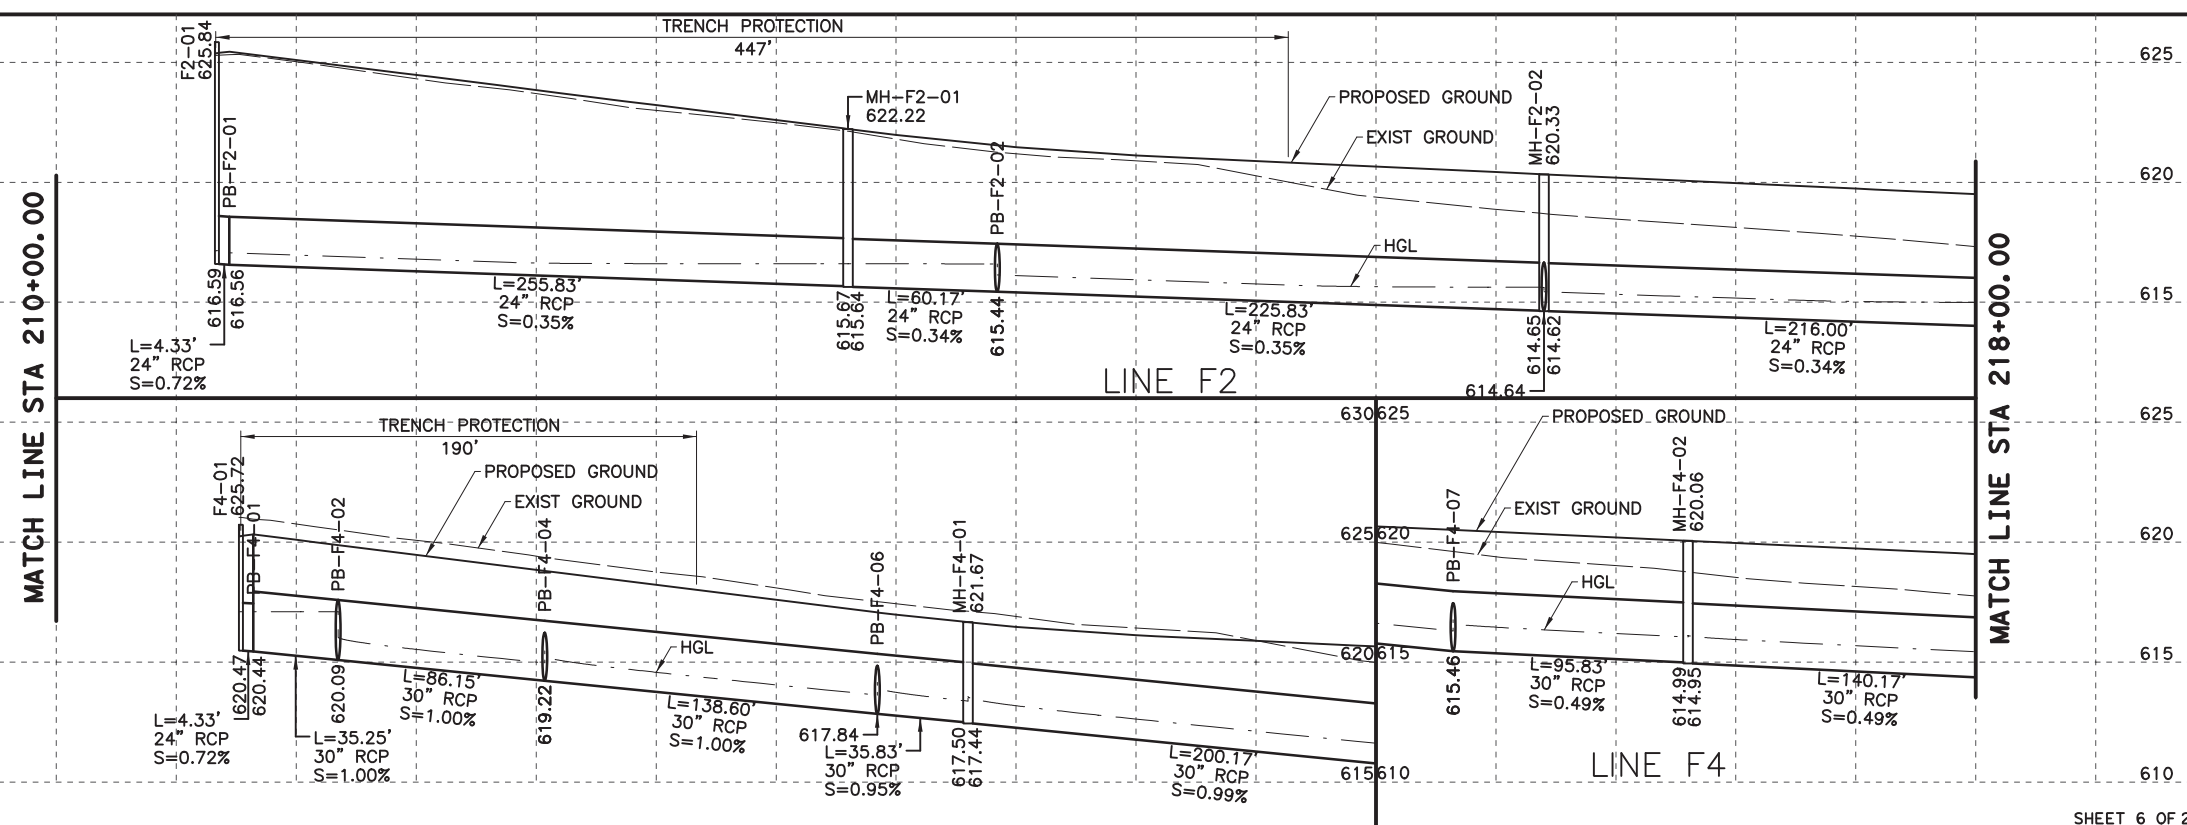 TRENCH PROTECTION
447'
F2-01
625.84
PB-F2-01
MH-F2-01
622.22
PB-F2-02
PROPOSED GROUND
EXIST GROUND
MH-F2-02
620.33
HGL
625
620
615
616.59
616.56
L=4.33'
24" RCP
S=0.72%
L=255.83'
24" RCP
S=0.35%
615.67
615.64
L=60.17'
24" RCP
S=0.34%
615.44
L=225.83'
24" RCP
S=0.35%
614.65
614.62
614.64
L=216.00'
24" RCP
S=0.34%
LINE F2
MATCH LINE STA 210+00.00
MATCH LINE STA 218+00.00
TRENCH PROTECTION
190'
F4-01
625.72
PB-F4-01
PB-F4-02
PROPOSED GROUND
EXIST GROUND
PB-F4-04
PB-F4-06
MH-F4-01
621.67
HGL
620.47
620.44
L=4.33'
24" RCP
S=0.72%
L=35.25'
30" RCP
S=1.00%
620.09
L=86.15'
30" RCP
S=1.00%
619.22
L=138.60'
30" RCP
S=1.00%
617.84
L=35.83'
30" RCP
S=0.95%
617.50
617.44
L=200.17'
30" RCP
S=0.99%
630 625
625 620
620 615
615 610
PROPOSED GROUND
EXIST GROUND
PB-F4-07
MH-F4-02
620.06
HGL
615.46
L=95.83'
30" RCP
S=0.49%
614.99
614.95
L=140.17'
30" RCP
S=0.49%
LINE F4
625
620
615
610
SHEET 6 OF 2